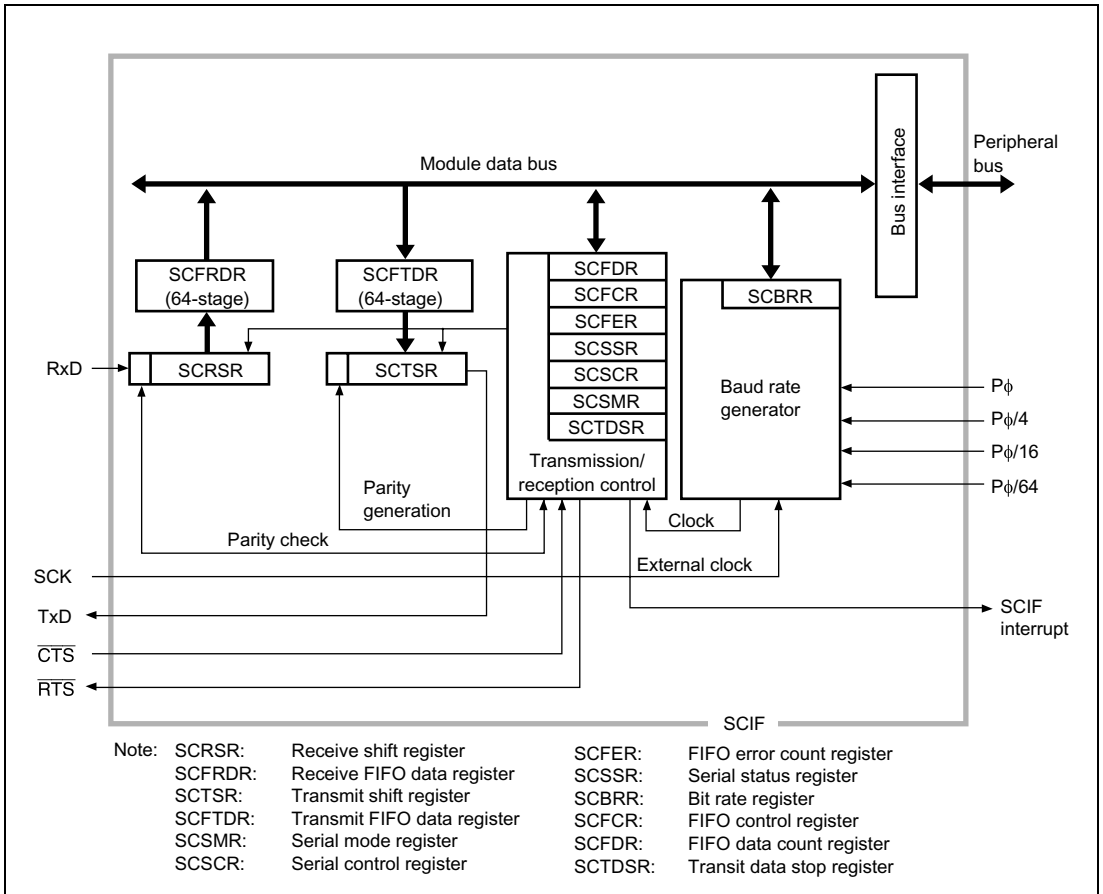 Module data bus
Bus interface
Peripheral
bus
SCFRDR
(64-stage)
SCFTDR
(64-stage)
SCFDR
SCFCR
SCFER
SCSSR
SCSCR
SCSMR
SCTDSR
Transmission/
reception control
SCBRR
Baud rate
generator
RxD
SCRSR
SCTSR
Pϕ
Pϕ/4
Pϕ/16
Pϕ/64
Parity
generation
Parity check
Clock
External clock
SCK
TxD
C̅T̅S̅
R̅T̅S̅
SCIF
interrupt
SCIF
Note: SCRSR: Receive shift register
SCFRDR: Receive FIFO data register
SCTSR: Transmit shift register
SCFTDR: Transmit FIFO data register
SCSMR: Serial mode register
SCSCR: Serial control register
SCFER: FIFO error count register
SCSSR: Serial status register
SCBRR: Bit rate register
SCFCR: FIFO control register
SCFDR: FIFO data count register
SCTDSR: Transit data stop register